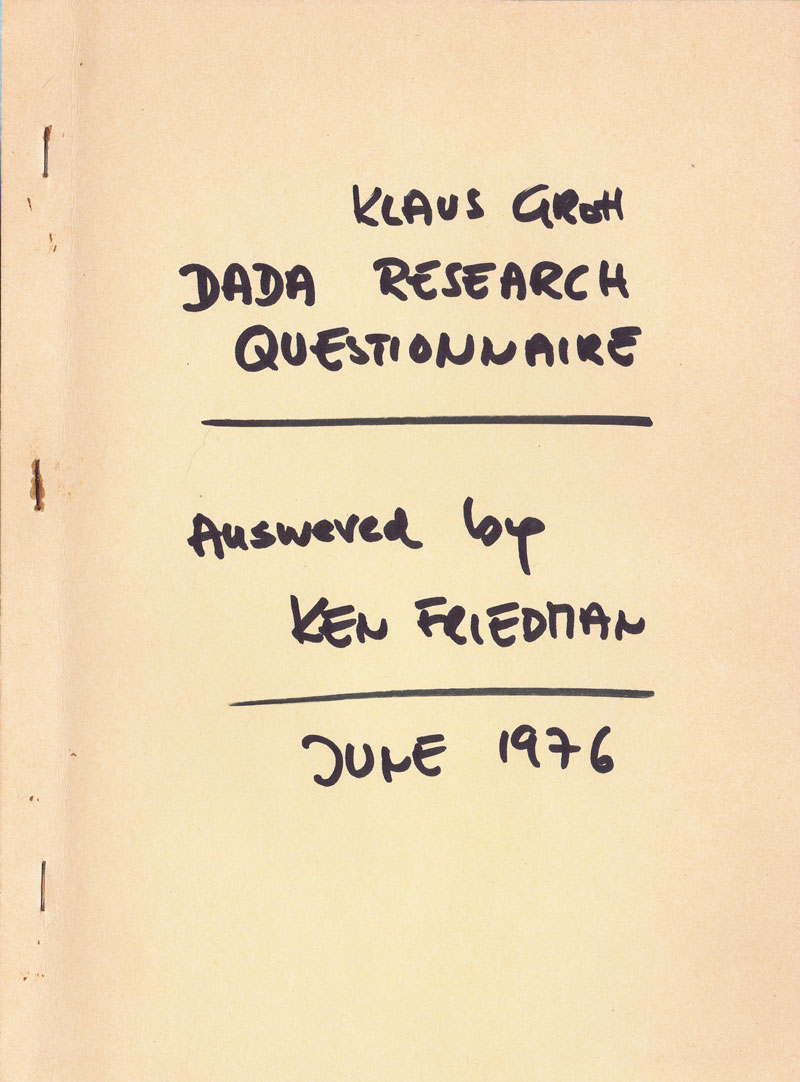 KLAUS GROH
DADA RESEARCH
QUESTIONNAIRE
Answered by
KEN FRIEDMAN
JUNE 1976